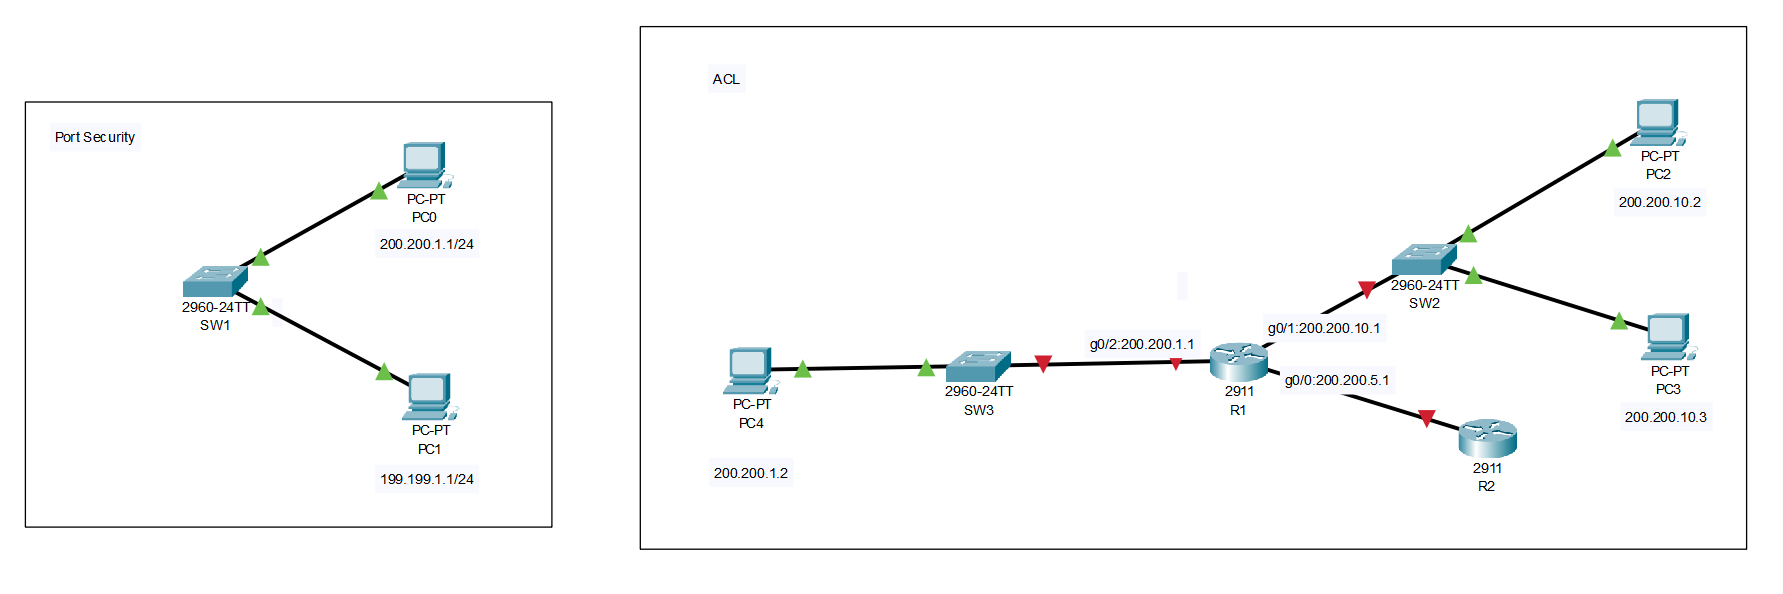 Port Security
PC-PT
PC0
200.200.1.1/24
2960-24TT
SW1
PC-PT
PC1
199.199.1.1/24
ACL
PC-PT
PC2
200.200.10.2
2960-24TT
SW2
g0/1:200.200.10.1
g0/2:200.200.1.1
g0/0:200.200.5.1
PC-PT
PC3
200.200.10.3
2960-24TT
SW3
2911
R1
PC-PT
PC4
200.200.1.2
2911
R2